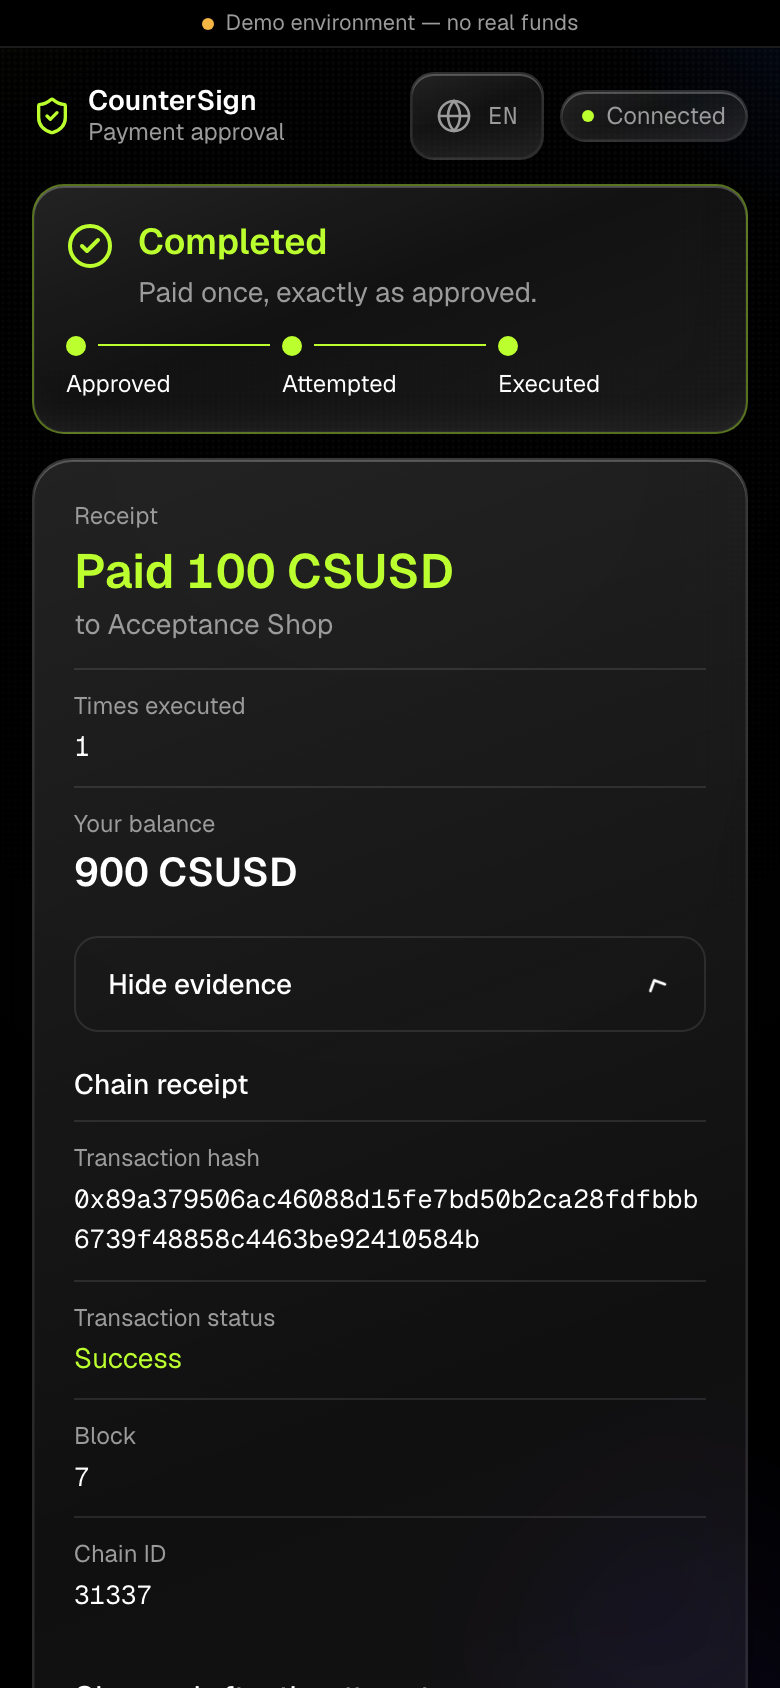 Demo environment — no real funds
CounterSign
Payment approval
EN
Connected
Completed
Paid once, exactly as approved.
Approved
Attempted
Executed
Receipt
Paid 100 CSUSD
to Acceptance Shop
Times executed
1
Your balance
900 CSUSD
Hide evidence
Chain receipt
Transaction hash
0x89a379506ac46088d15fe7bd50b2ca28fdfbbb
6739f48858c4463be92410584b
Transaction status
Success
Block
7
Chain ID
31337